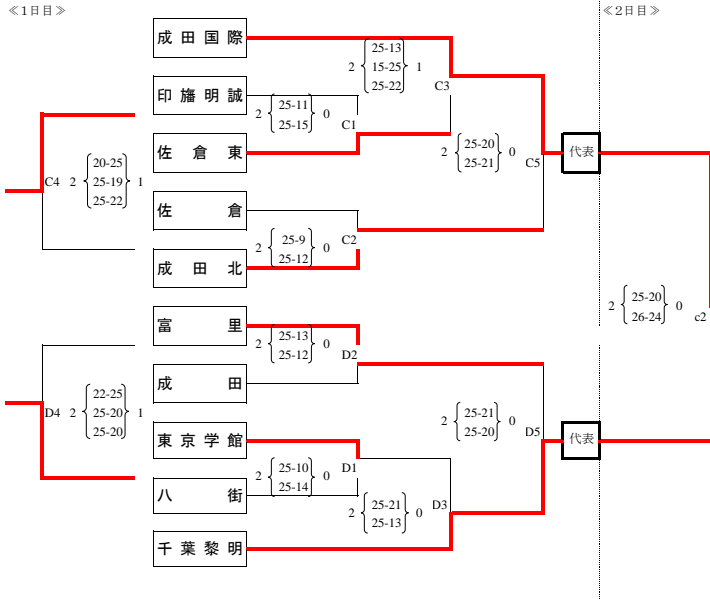 ≪1日目≫
≪2日目≫
成田国際
25-13
2 15-25 1
25-22
C3
印旛明誠
25-11
2 0
25-15
C1
佐倉東
20-25
C4 2 25-19 1
25-22
25-20
2 0
25-21
C5
代表
佐倉
25-9
2 0
25-12
C2
成田北
25-20
2 0
26-24
c2
富里
25-13
2 0
25-12
D2
成田
22-25
D4 2 25-20 1
25-20
25-21
2 0
25-20
D5
代表
東京学館
25-10
2 0
25-14
D1
八街
25-21
2 0
25-13
D3
千葉黎明